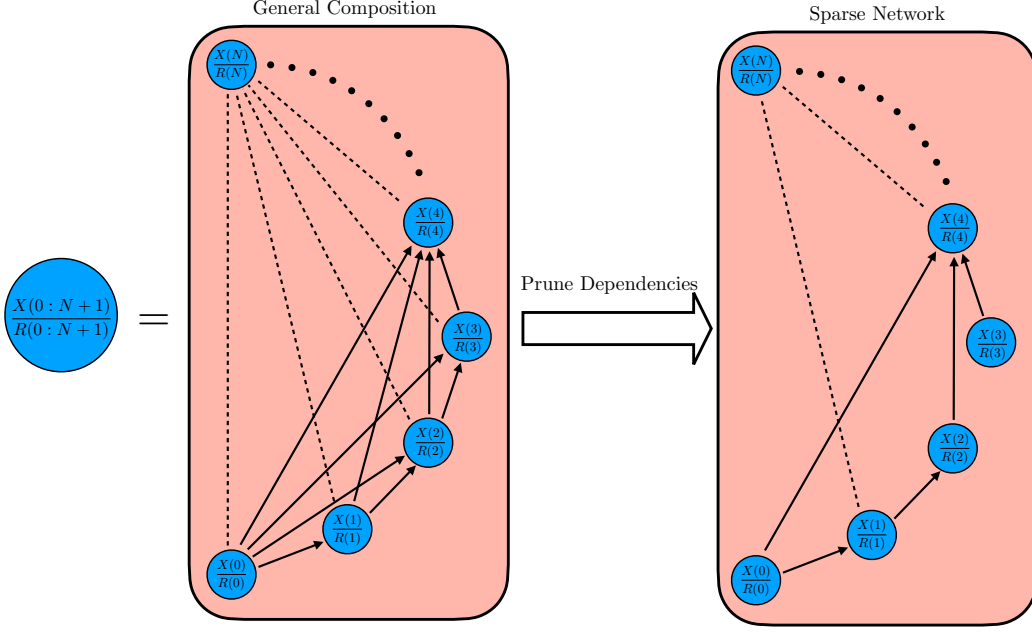 General Composition
Sparse Network
X(N)
R(N)
X(4)
R(4)
X(3)
R(3)
X(2)
R(2)
X(1)
R(1)
X(0)
R(0)
X(0 : N + 1)
R(0 : N + 1)
=
Prune Dependencies
X(N)
R(N)
X(4)
R(4)
X(3)
R(3)
X(2)
R(2)
X(1)
R(1)
X(0)
R(0)